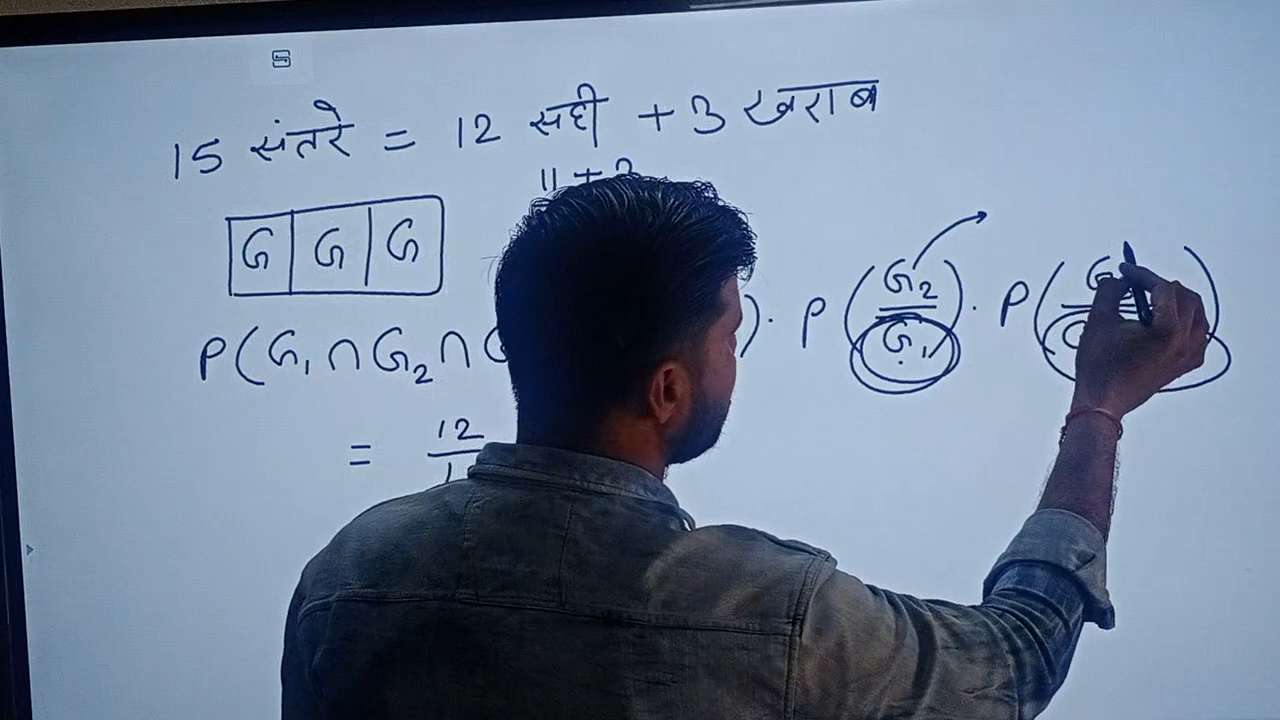 15 संतरे = 12 सही + 3 खराब
11 + 3
G G G
P(G₁ ∩ G₂ ∩ G ) · P(G₂/G₁) · P(G
= 12